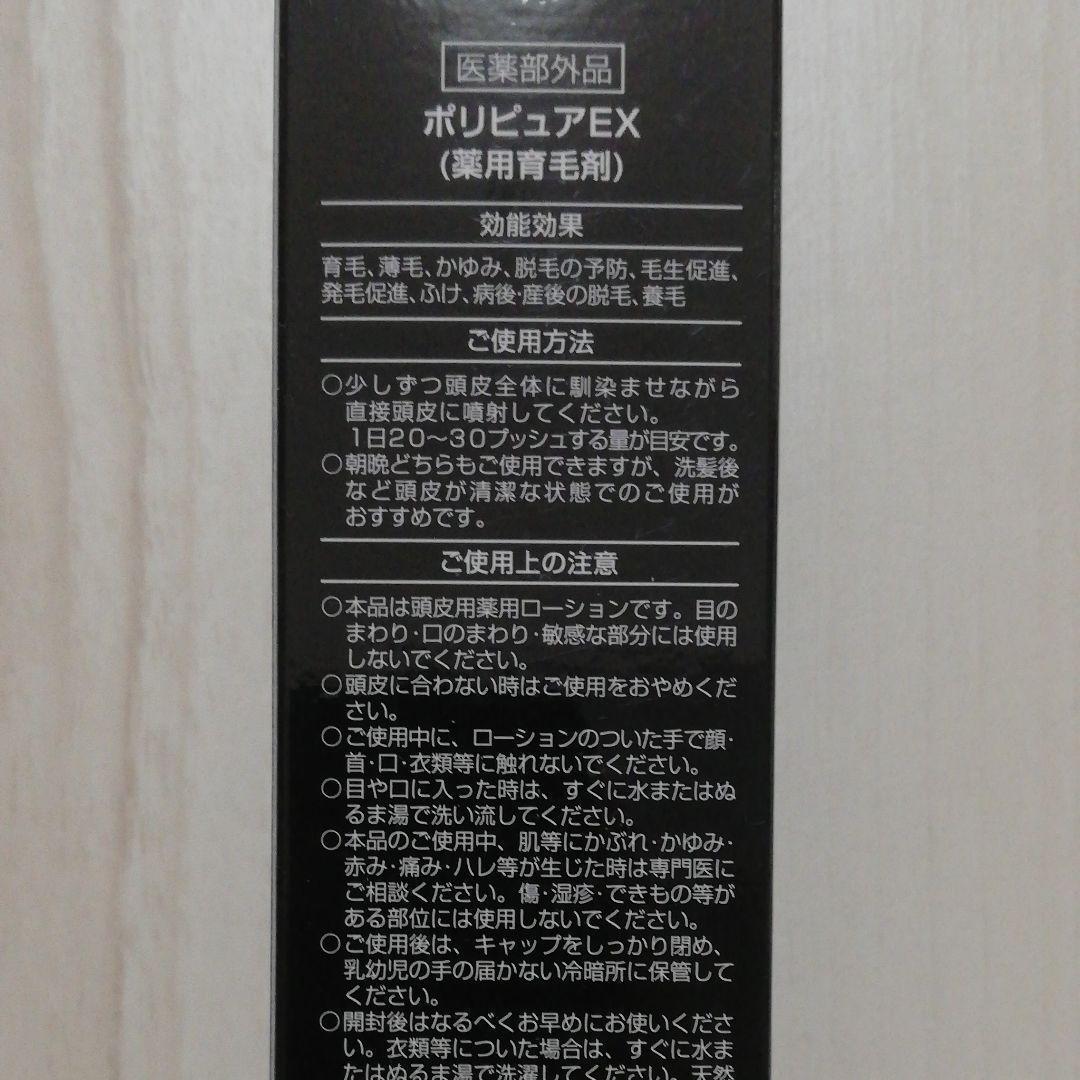 医薬部外品
ポリピュアEX
(薬用育毛剤)
効能効果
育毛、薄毛、かゆみ、脱毛の予防、毛生促進、
発毛促進、ふけ、病後・産後の脱毛、養毛
ご使用方法
○少しずつ頭皮全体に馴染ませながら
直接頭皮に噴射してください。
1日20〜30プッシュする量が目安です。
○朝晩どちらもご使用できますが、洗髪後
など頭皮が清潔な状態でのご使用が
おすすめです。
ご使用上の注意
○本品は頭皮用薬用ローションです。目の
まわり・口のまわり・敏感な部分には使用
しないでください。
○頭皮に合わない時はご使用をおやめくだ
さい。
○ご使用中に、ローションのついた手で顔・
首・口・衣類等に触れないでください。
○目や口に入った時は、すぐに水またはぬ
るま湯で洗い流してください。
○本品のご使用中、肌等にかぶれ・かゆみ・
赤み・痛み・ハレ等が生じた時は専門医に
ご相談ください。傷・湿疹・できもの等が
ある部位には使用しないでください。
○ご使用後は、キャップをしっかり閉め、
乳幼児の手の届かない冷暗所に保管して
ください。
○開封後はなるべくお早めにお使いくださ
い。衣類等についた場合は、すぐに水ま
たはぬるま湯で洗濯してください。天然